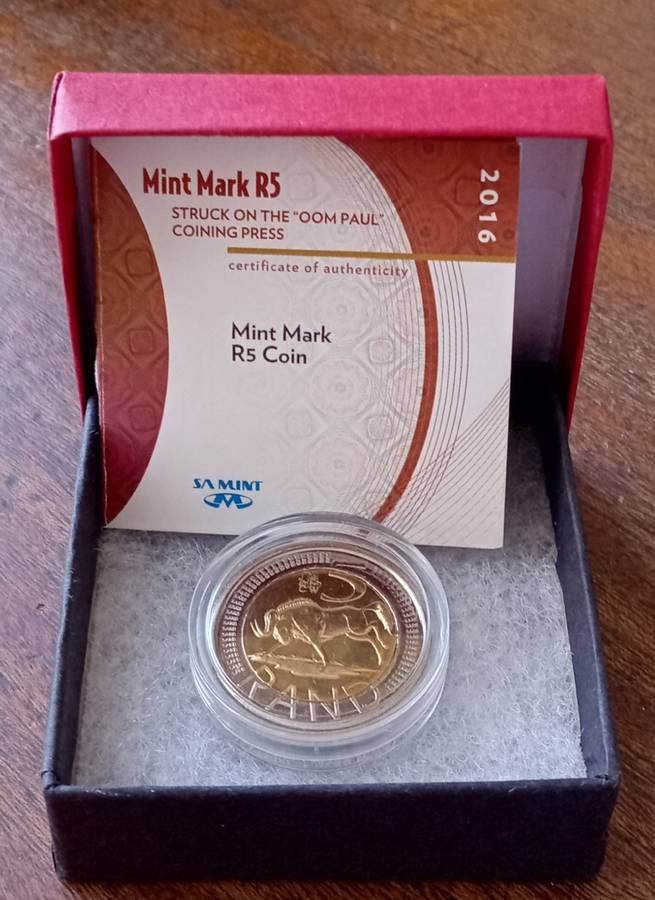 Mint Mark R5
STRUCK ON THE "OOM PAUL"
COINING PRESS
2016
certificate of authenticity
Mint Mark
R5 Coin
SA MINT
5
RAND